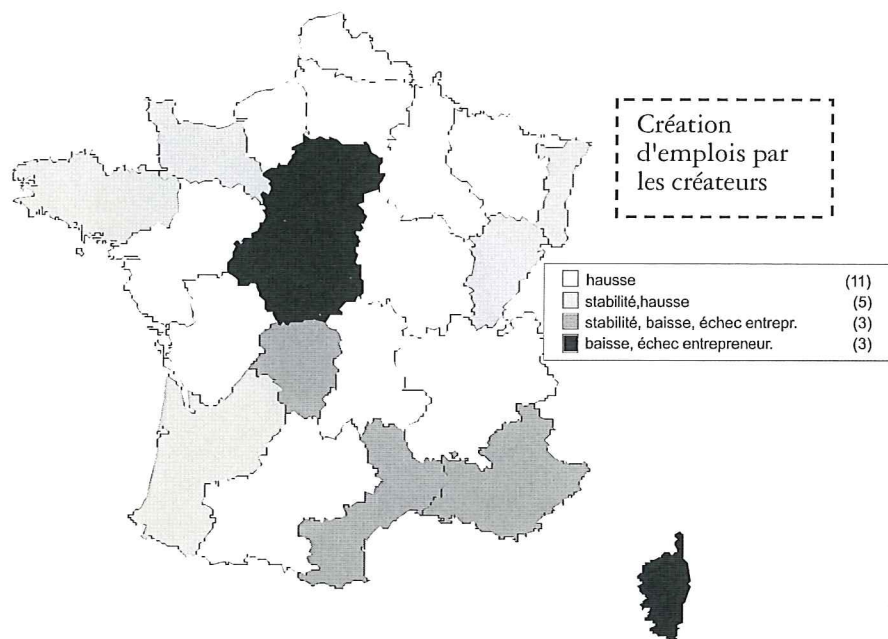 Création
d'emplois par
les créateurs
hausse (11)
stabilité,hausse (5)
stabilité, baisse, échec entrepr. (3)
baisse, échec entrepreneur. (3)